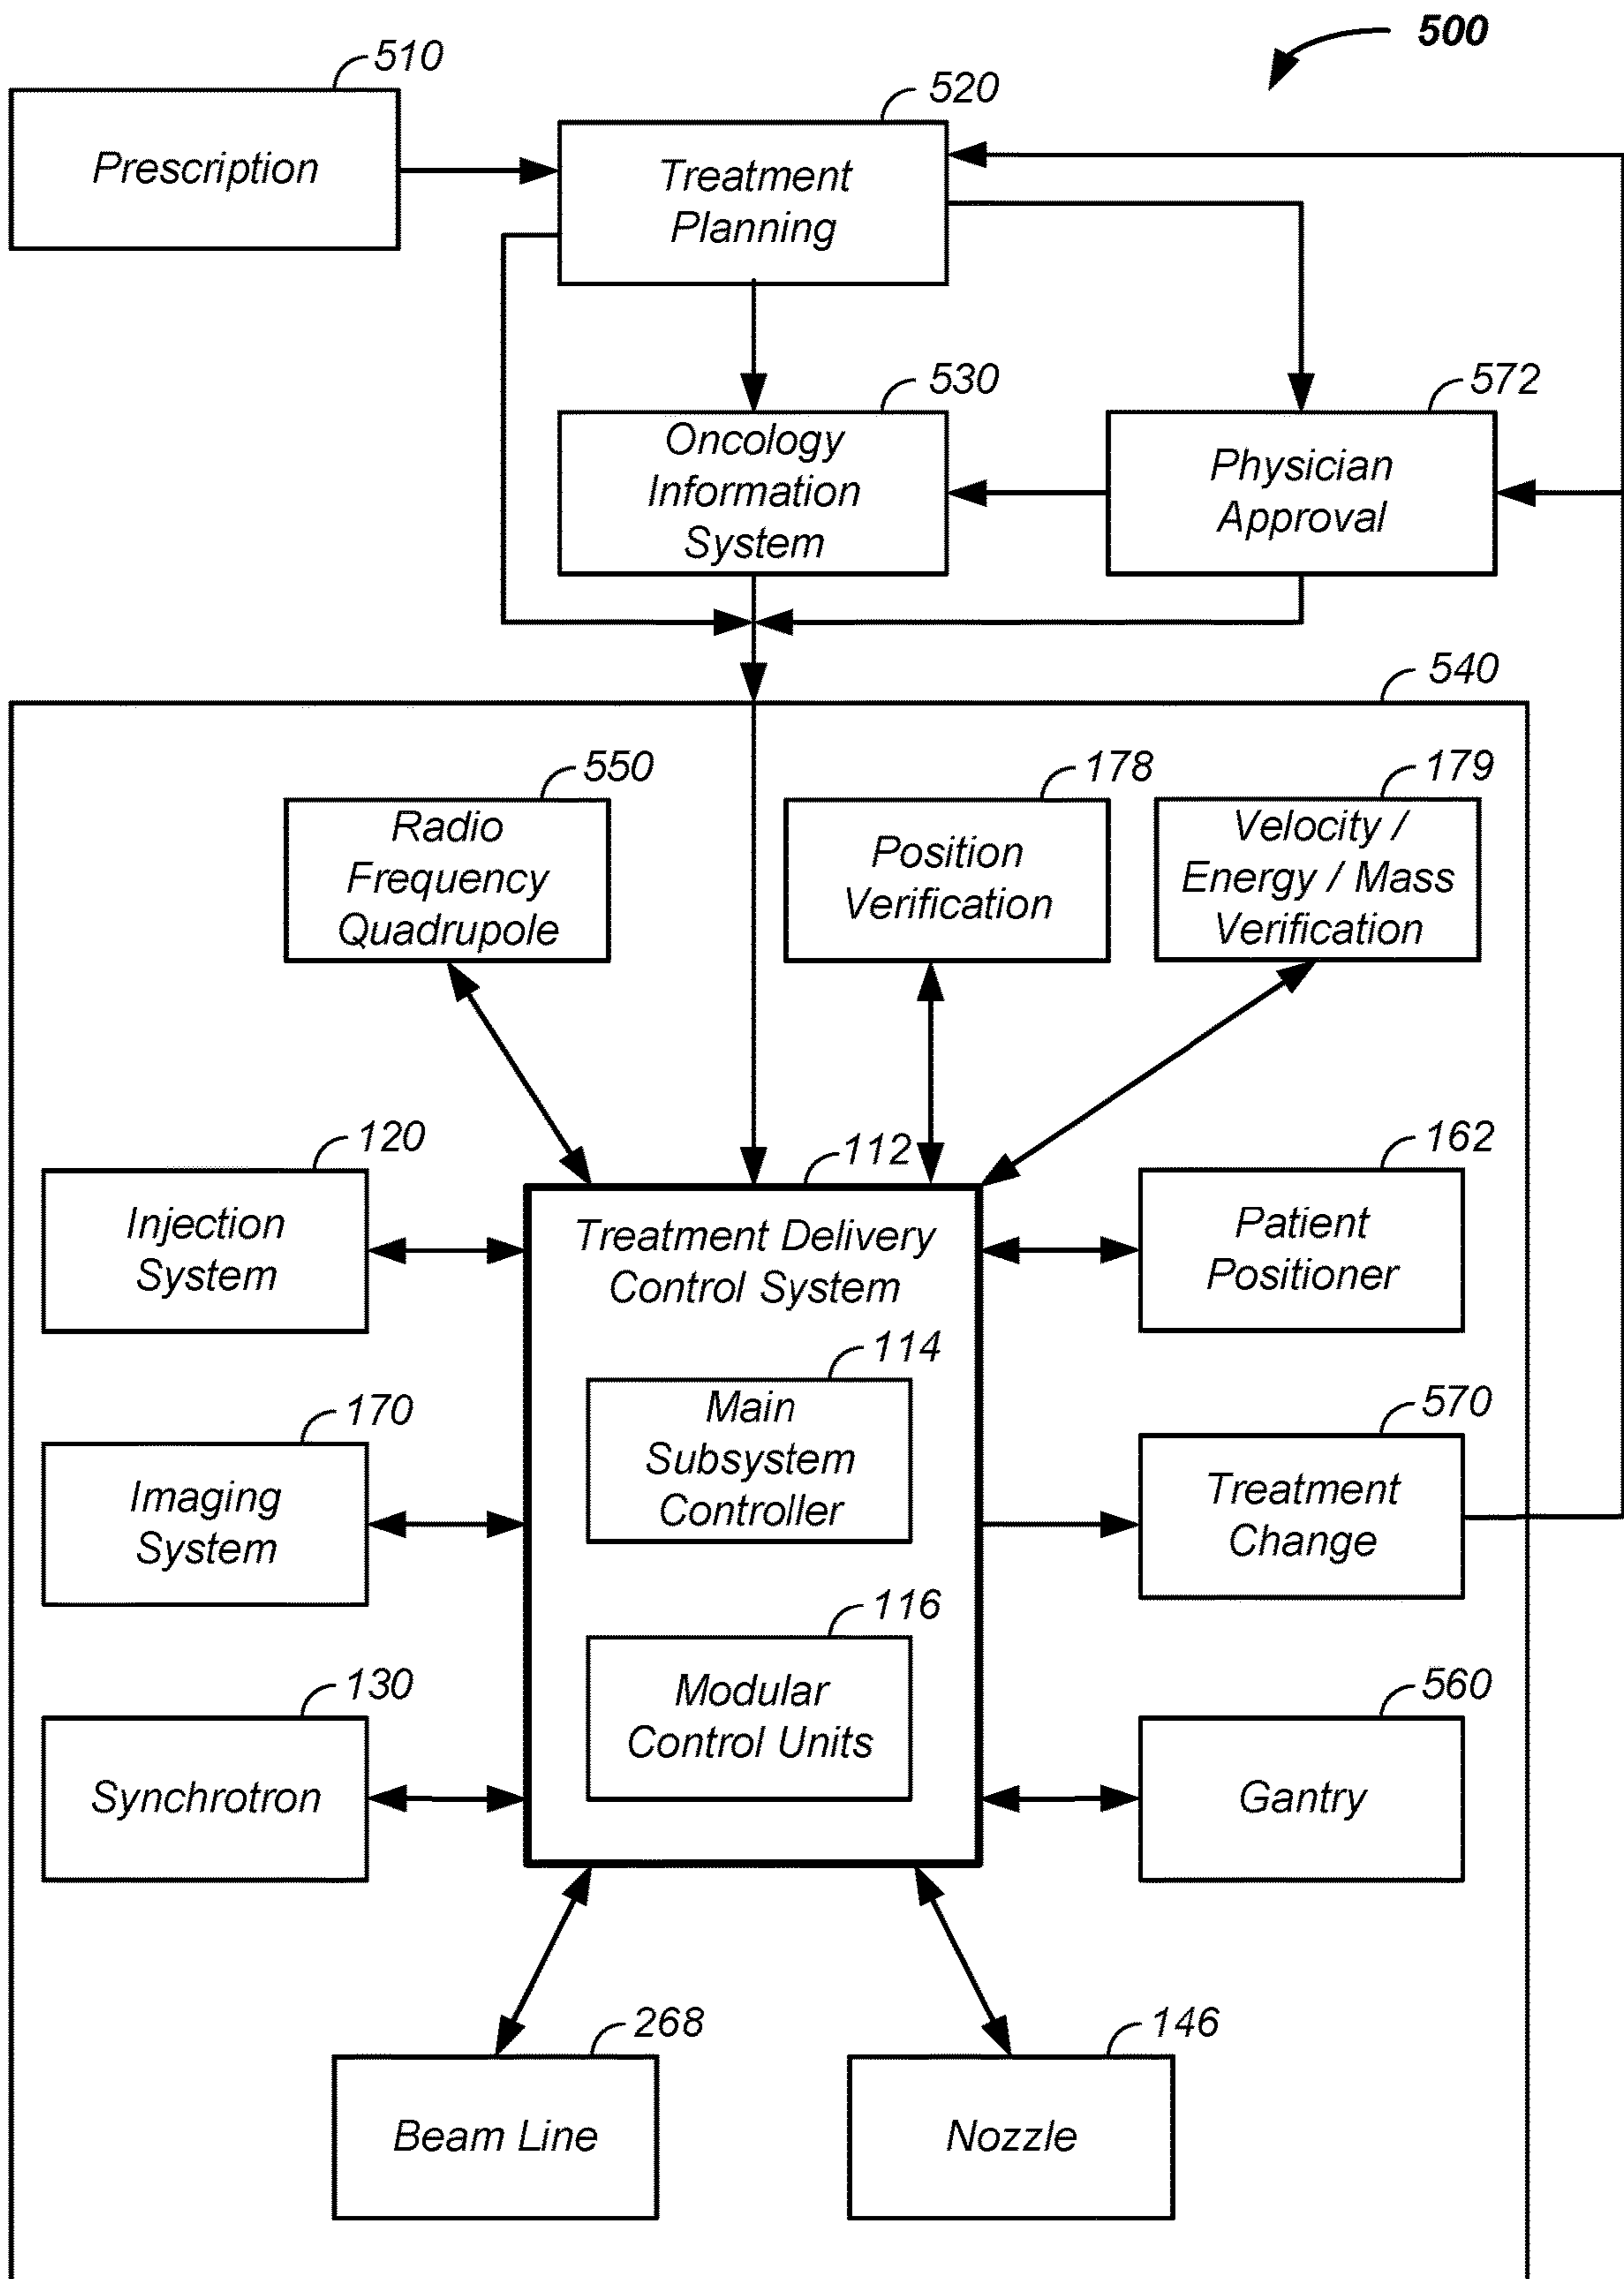 500
510
Prescription
520
Treatment
Planning
530
Oncology
Information
System
572
Physician
Approval
540
550
Radio
Frequency
Quadrupole
178
Position
Verification
179
Velocity /
Energy / Mass
Verification
120
Injection
System
112
Treatment Delivery
Control System
162
Patient
Positioner
114
Main
Subsystem
Controller
170
Imaging
System
570
Treatment
Change
116
Modular
Control Units
130
Synchrotron
560
Gantry
268
Beam Line
146
Nozzle